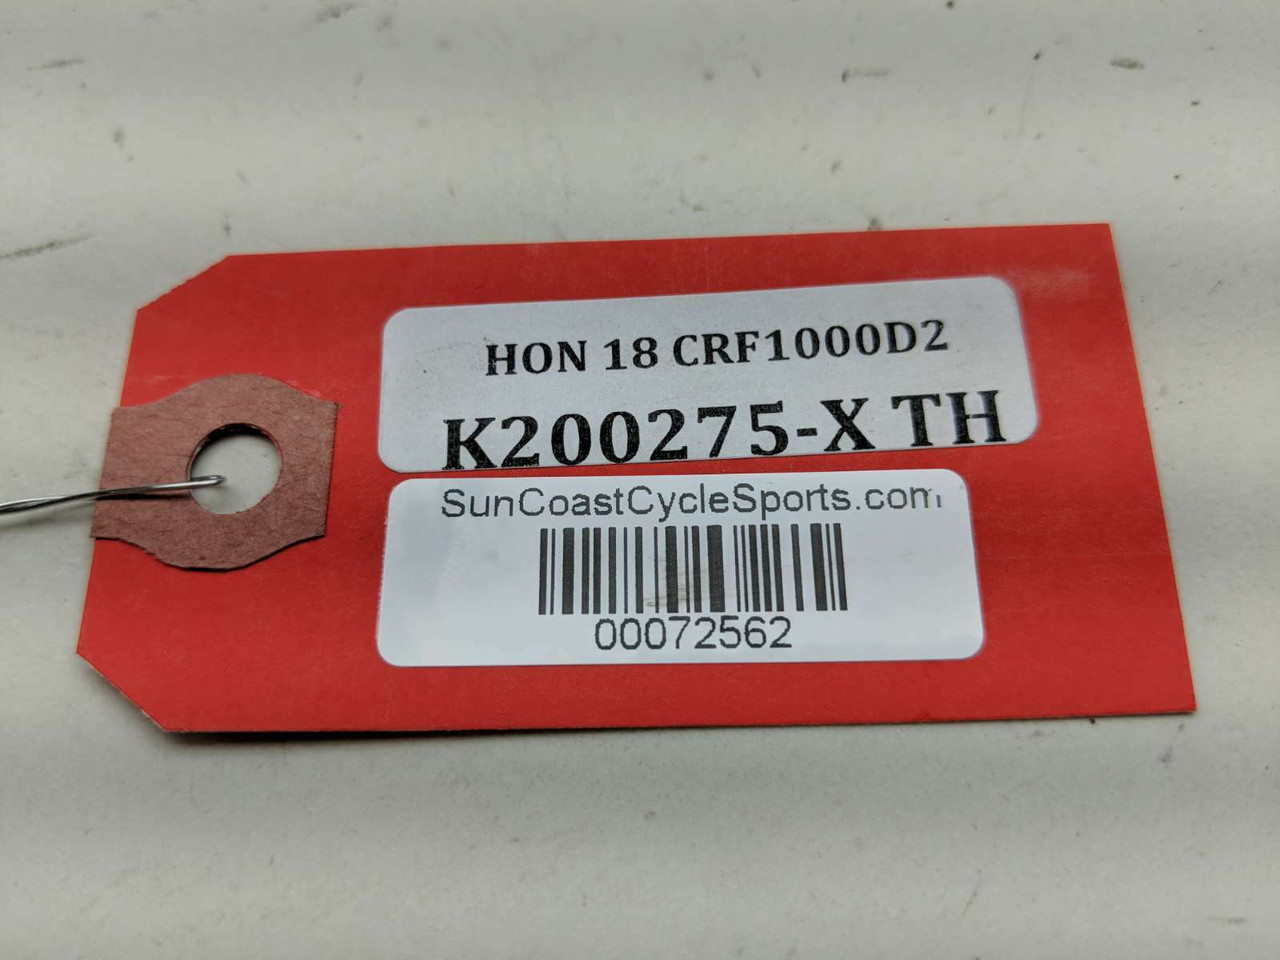 HON 18 CRF1000D2
K200275-X TH
SunCoastCycleSports.com
00072562